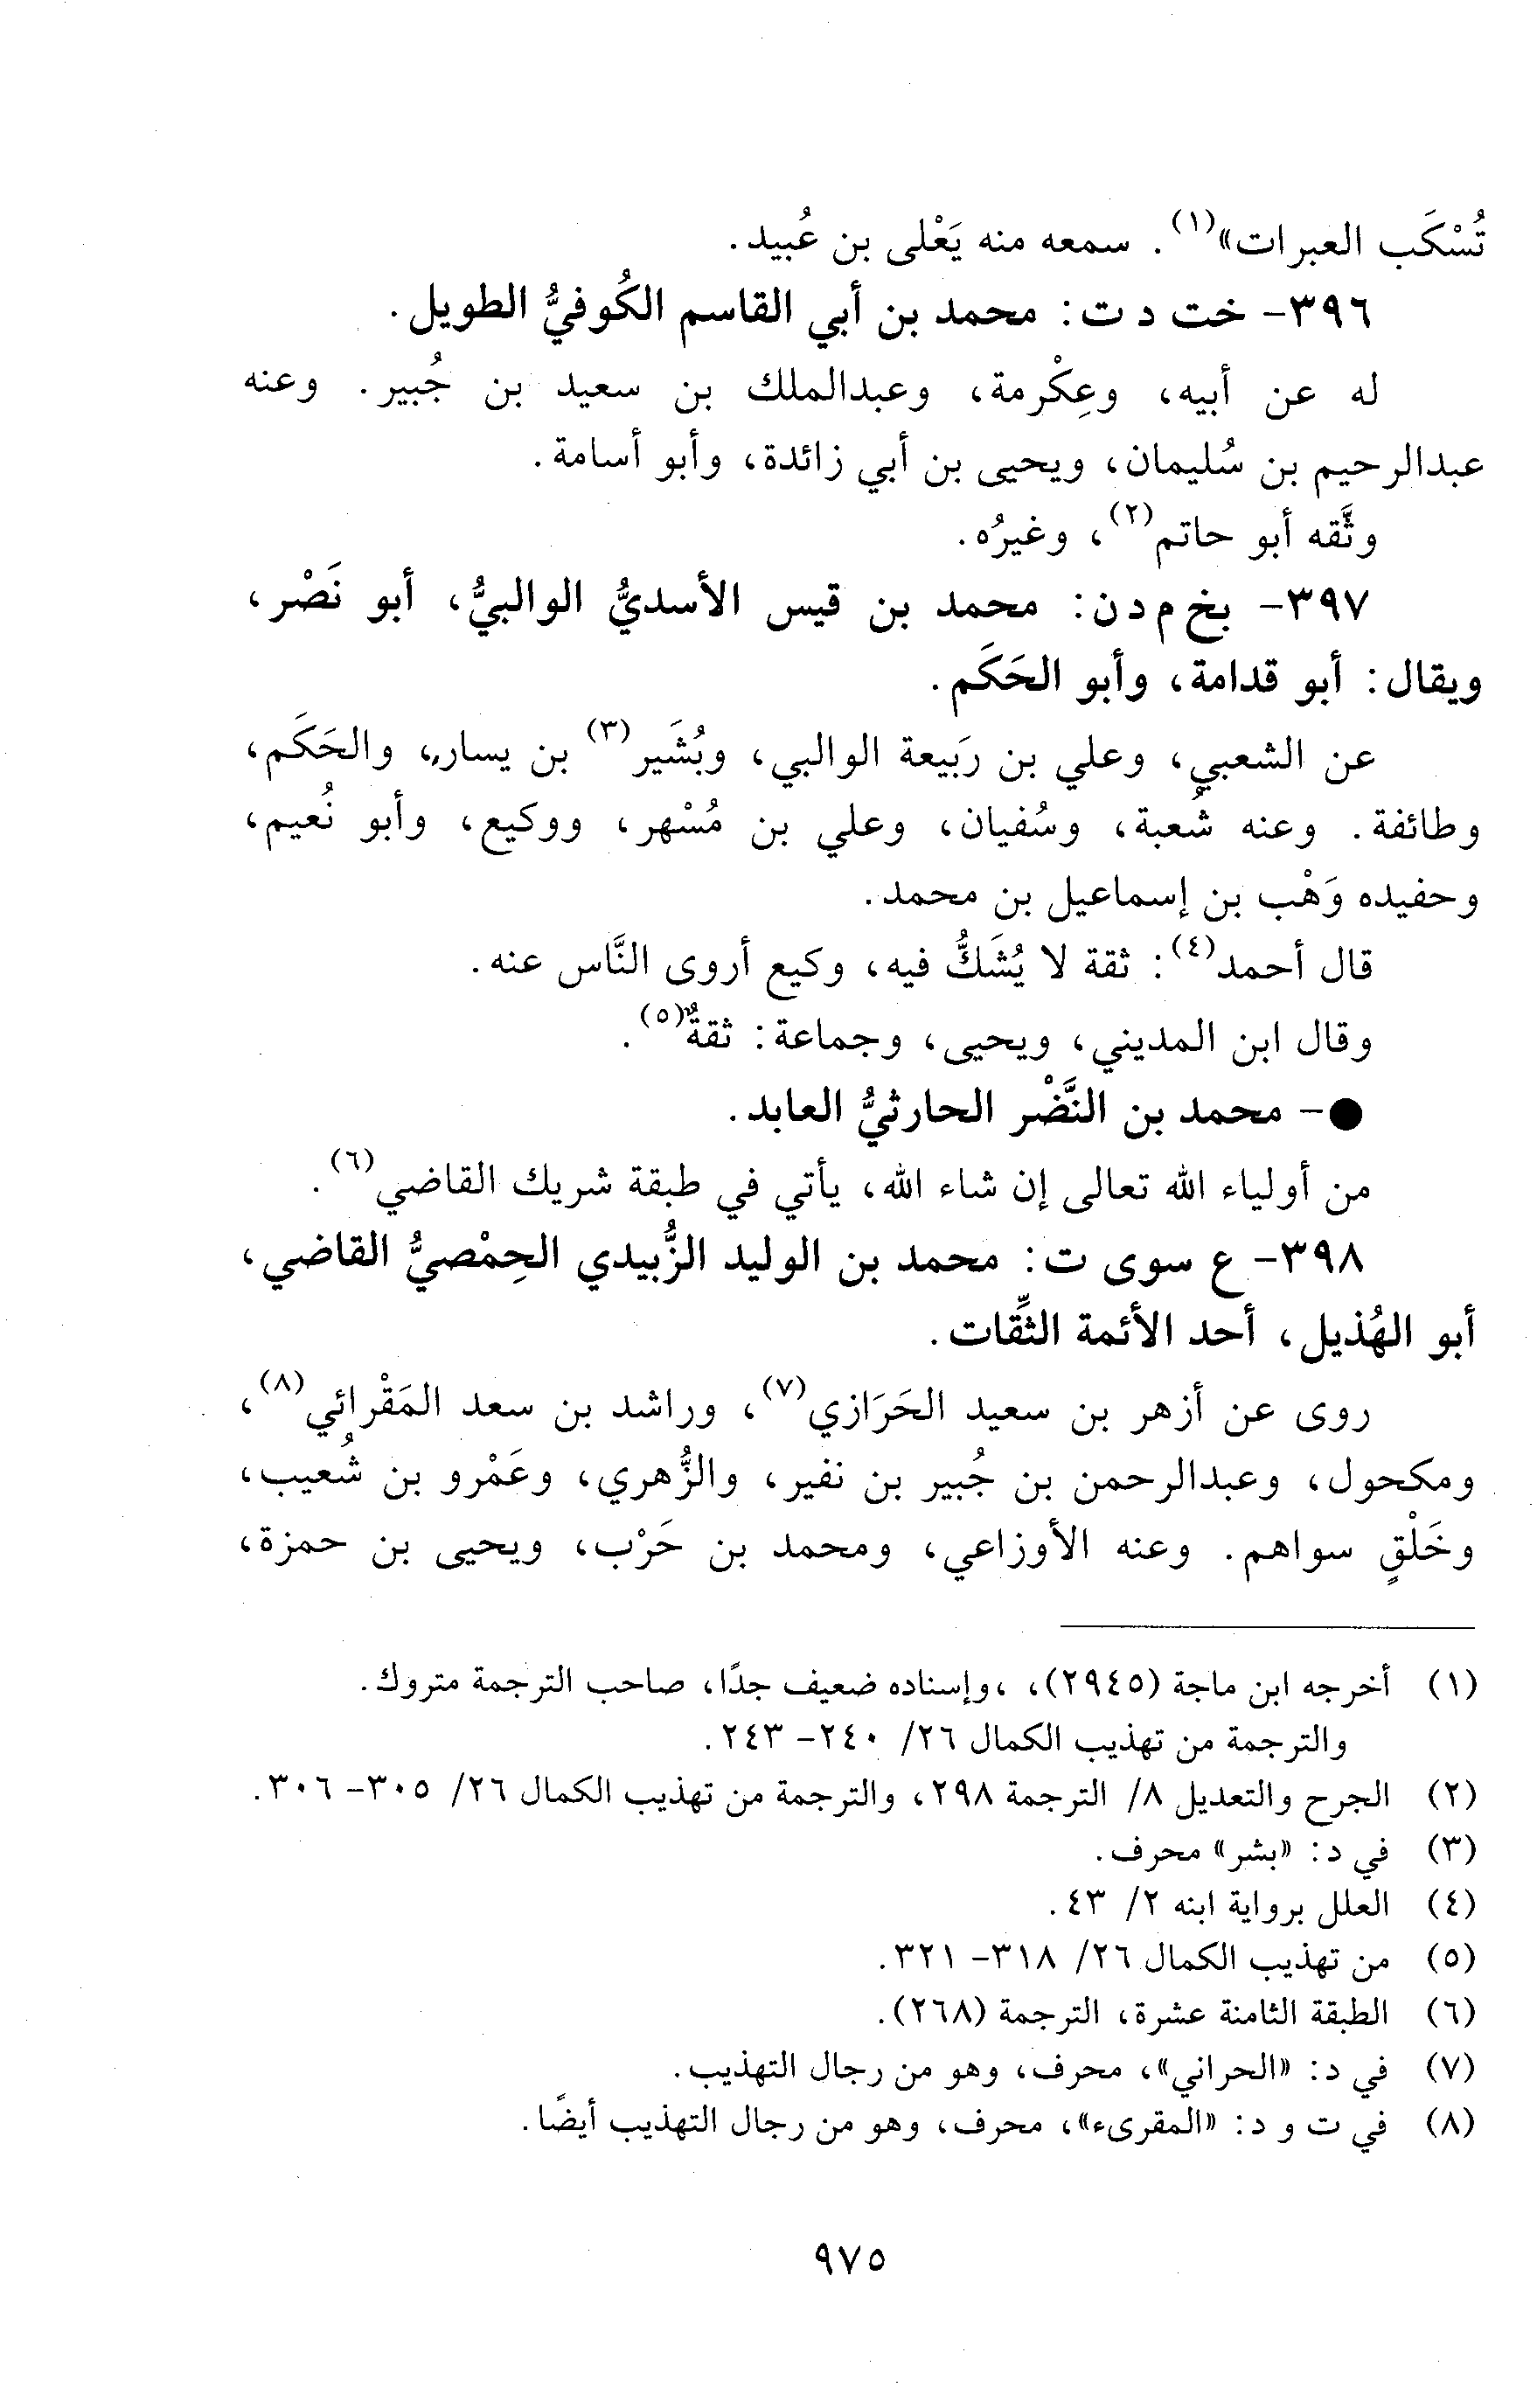 تُسْكَب العبرات»(١). سمعه منه يَعْلى بن عُبيد.
٣٩٦- خت د ت: محمد بن أبي القاسم الكُوفيُّ الطويل.
له عن أبيه، وعِكْرمة، وعبدالملك بن سعيد بن جُبير. وعنه
عبدالرحيم بن سُليمان، ويحيى بن أبي زائدة، وأبو أسامة.
وثَّقه أبو حاتم(٢)، وغيرُه.
٣٩٧- بخ م د ن: محمد بن قيس الأسديُّ الوالبيُّ، أبو نَصْر،
ويقال: أبو قدامة، وأبو الحَكَم.
عن الشعبي، وعلي بن رَبيعة الوالبي، وبُشَير(٣) بن يسار، والحَكَم،
وطائفة. وعنه شُعبة، وسُفيان، وعلي بن مُسْهر، ووكيع، وأبو نُعيم،
وحفيده وَهْب بن إسماعيل بن محمد.
قال أحمد(٤): ثقة لا يُشَكُّ فيه، وكيع أروى النَّاس عنه.
وقال ابن المديني، ويحيى، وجماعة: ثقةٌ(٥).
●- محمد بن النَّضْر الحارثيُّ العابد.
من أولياء الله تعالى إن شاء الله، يأتي في طبقة شريك القاضي(٦).
٣٩٨- ع سوى ت: محمد بن الوليد الزُّبيدي الحِمْصيُّ القاضي،
أبو الهُذيل، أحد الأئمة الثِّقات.
روى عن أزهر بن سعيد الحَرَازي(٧)، وراشد بن سعد المَقْرائي(٨)،
ومكحول، وعبدالرحمن بن جُبير بن نفير، والزُّهري، وعَمْرو بن شُعيب،
وخَلْقٍ سواهم. وعنه الأوزاعي، ومحمد بن حَرْب، ويحيى بن حمزة،
(١) أخرجه ابن ماجة (٢٩٤٥)، ،وإسناده ضعيف جدًا، صاحب الترجمة متروك.
والترجمة من تهذيب الكمال ٢٦/ ٢٤٠- ٢٤٣.
(٢) الجرح والتعديل ٨/ الترجمة ٢٩٨، والترجمة من تهذيب الكمال ٢٦/ ٣٠٥- ٣٠٦.
(٣) في د: «بشر» محرف.
(٤) العلل برواية ابنه ٢/ ٤٣.
(٥) من تهذيب الكمال ٢٦/ ٣١٨- ٣٢١.
(٦) الطبقة الثامنة عشرة، الترجمة (٢٦٨).
(٧) في د: «الحراني»، محرف، وهو من رجال التهذيب.
(٨) في ت و د: «المقرىء»، محرف، وهو من رجال التهذيب أيضًا.
٩٧٥